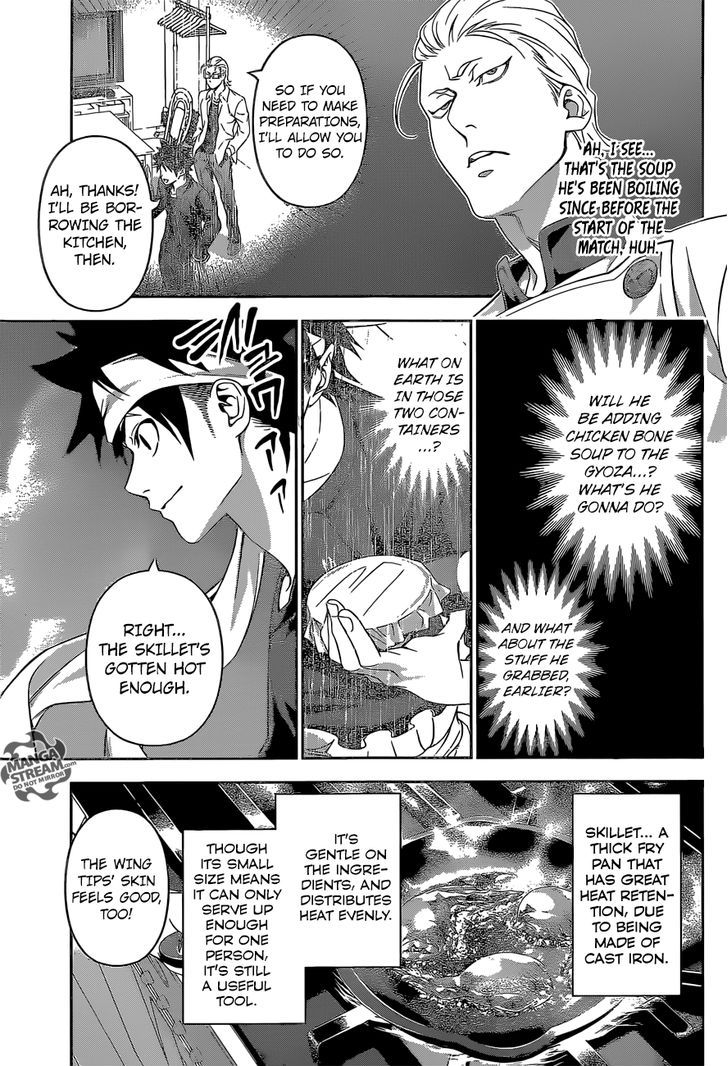 AH, I SEE...
THAT'S THE SOUP
HE'S BEEN BOILING
SINCE BEFORE THE
START OF THE
MATCH, HUH.
SO IF YOU
NEED TO MAKE
PREPARATIONS,
I'LL ALLOW YOU
TO DO SO.
AH, THANKS!
I'LL BE BOR-
ROWING THE
KITCHEN,
THEN.
WILL HE
BE ADDING
CHICKEN BONE
SOUP TO THE
GYOZA...?
WHAT'S HE
GONNA DO?
AND WHAT
ABOUT THE
STUFF HE
GRABBED,
EARLIER?
WHAT ON
EARTH IS
IN THOSE
TWO CON-
TAINERS
...?
RIGHT...
THE SKILLET'S
GOTTEN HOT
ENOUGH.
SKILLET... A
THICK FRY
PAN THAT
HAS GREAT
HEAT RETEN-
TION, DUE
TO BEING
MADE OF
CAST IRON.
IT'S
GENTLE ON
THE INGRE-
DIENTS, AND
DISTRIBUTES
HEAT EVENLY.
THOUGH
ITS SMALL
SIZE MEANS
IT CAN ONLY
SERVE UP
ENOUGH
FOR ONE
PERSON,
IT'S STILL
A USEFUL
TOOL.
THE WING
TIPS' SKIN
FEELS GOOD,
TOO!
MANGA
STREAM.com
DO NOT MIRROR